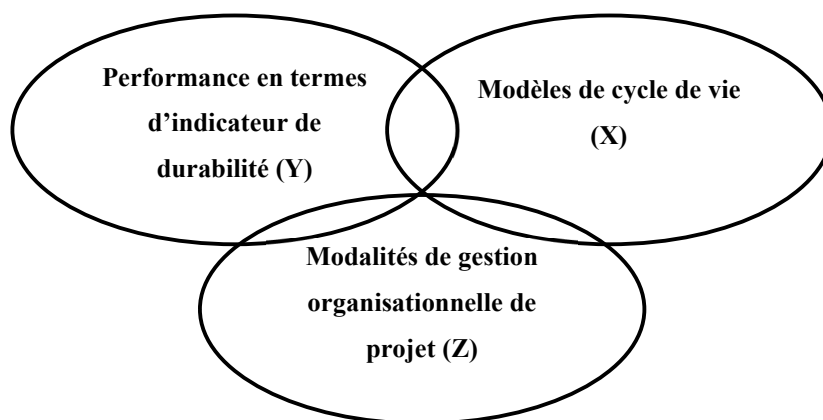 Performance en termes
d’indicateur de
durabilité (Y)
Modèles de cycle de vie
(X)
Modalités de gestion
organisationnelle de
projet (Z)